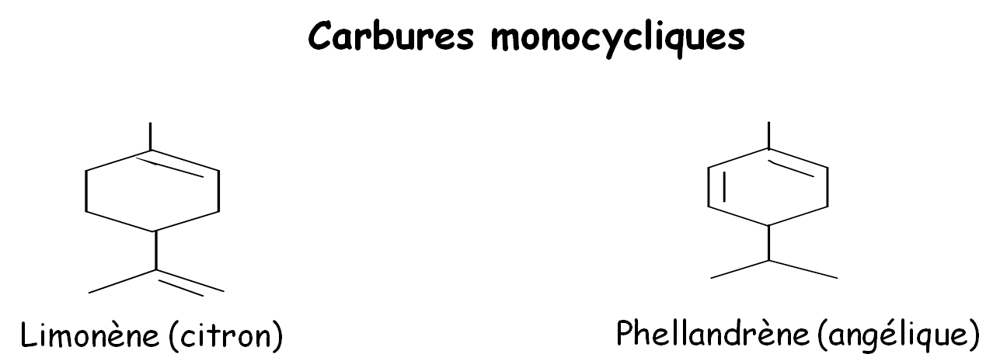 Carbures monocycliques
Limonène (citron)
Phellandrène (angélique)